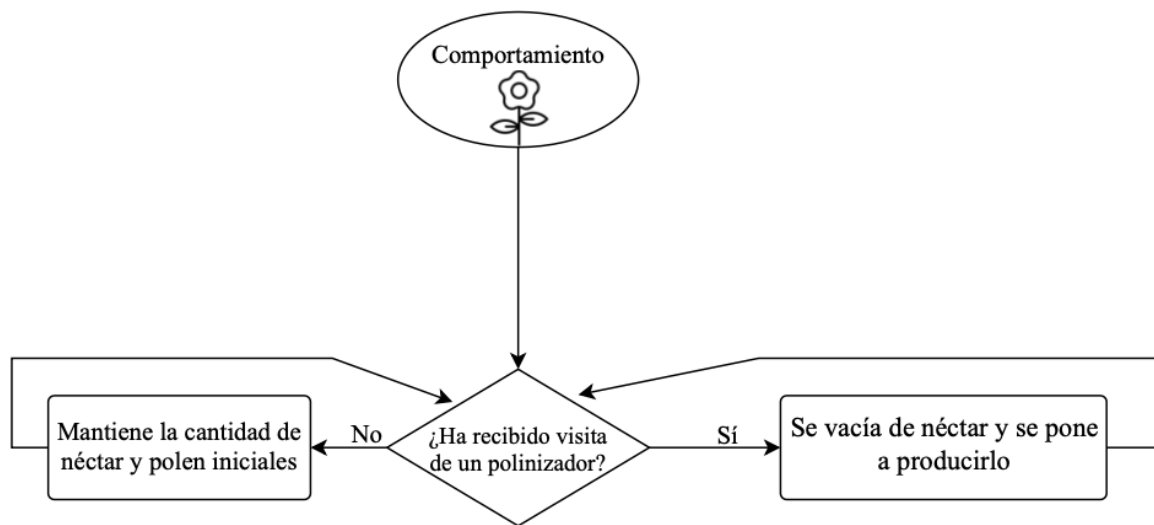 Comportamiento
Mantiene la cantidad de
néctar y polen iniciales
No
¿Ha recibido visita
de un polinizador?
Sí
Se vacía de néctar y se pone
a producirlo